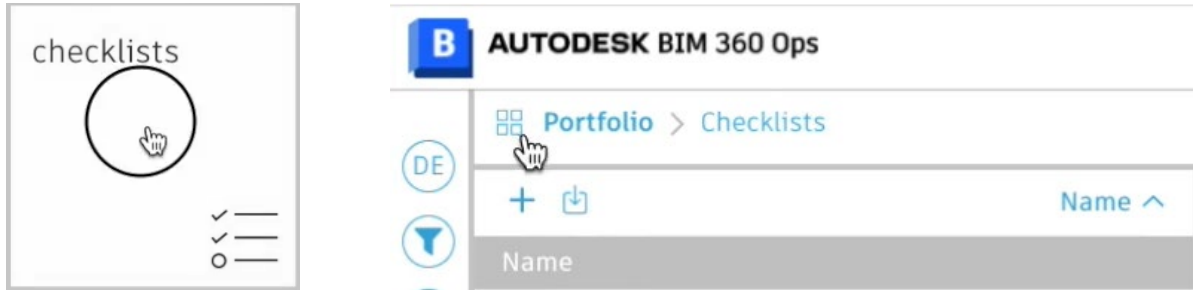 checklists
B AUTODESK BIM 360 Ops
Portfolio > Checklists
DE
Name
Name